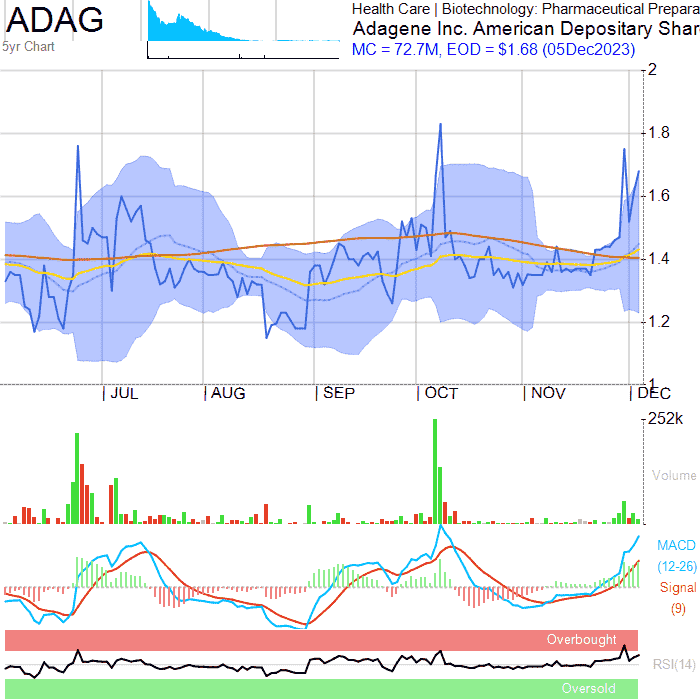 ADAG
5yr Chart
Health Care | Biotechnology: Pharmaceutical Prepara
Adagene Inc. American Depositary Shar
MC = 72.7M, EOD = $1.68 (05Dec2023)
2
1.8
1.6
1.4
1.2
1
| JUL | AUG | SEP | OCT | NOV | DEC
252k
Volume
MACD
(12-26)
Signal
(9)
Overbought
RSI(14)
Oversold